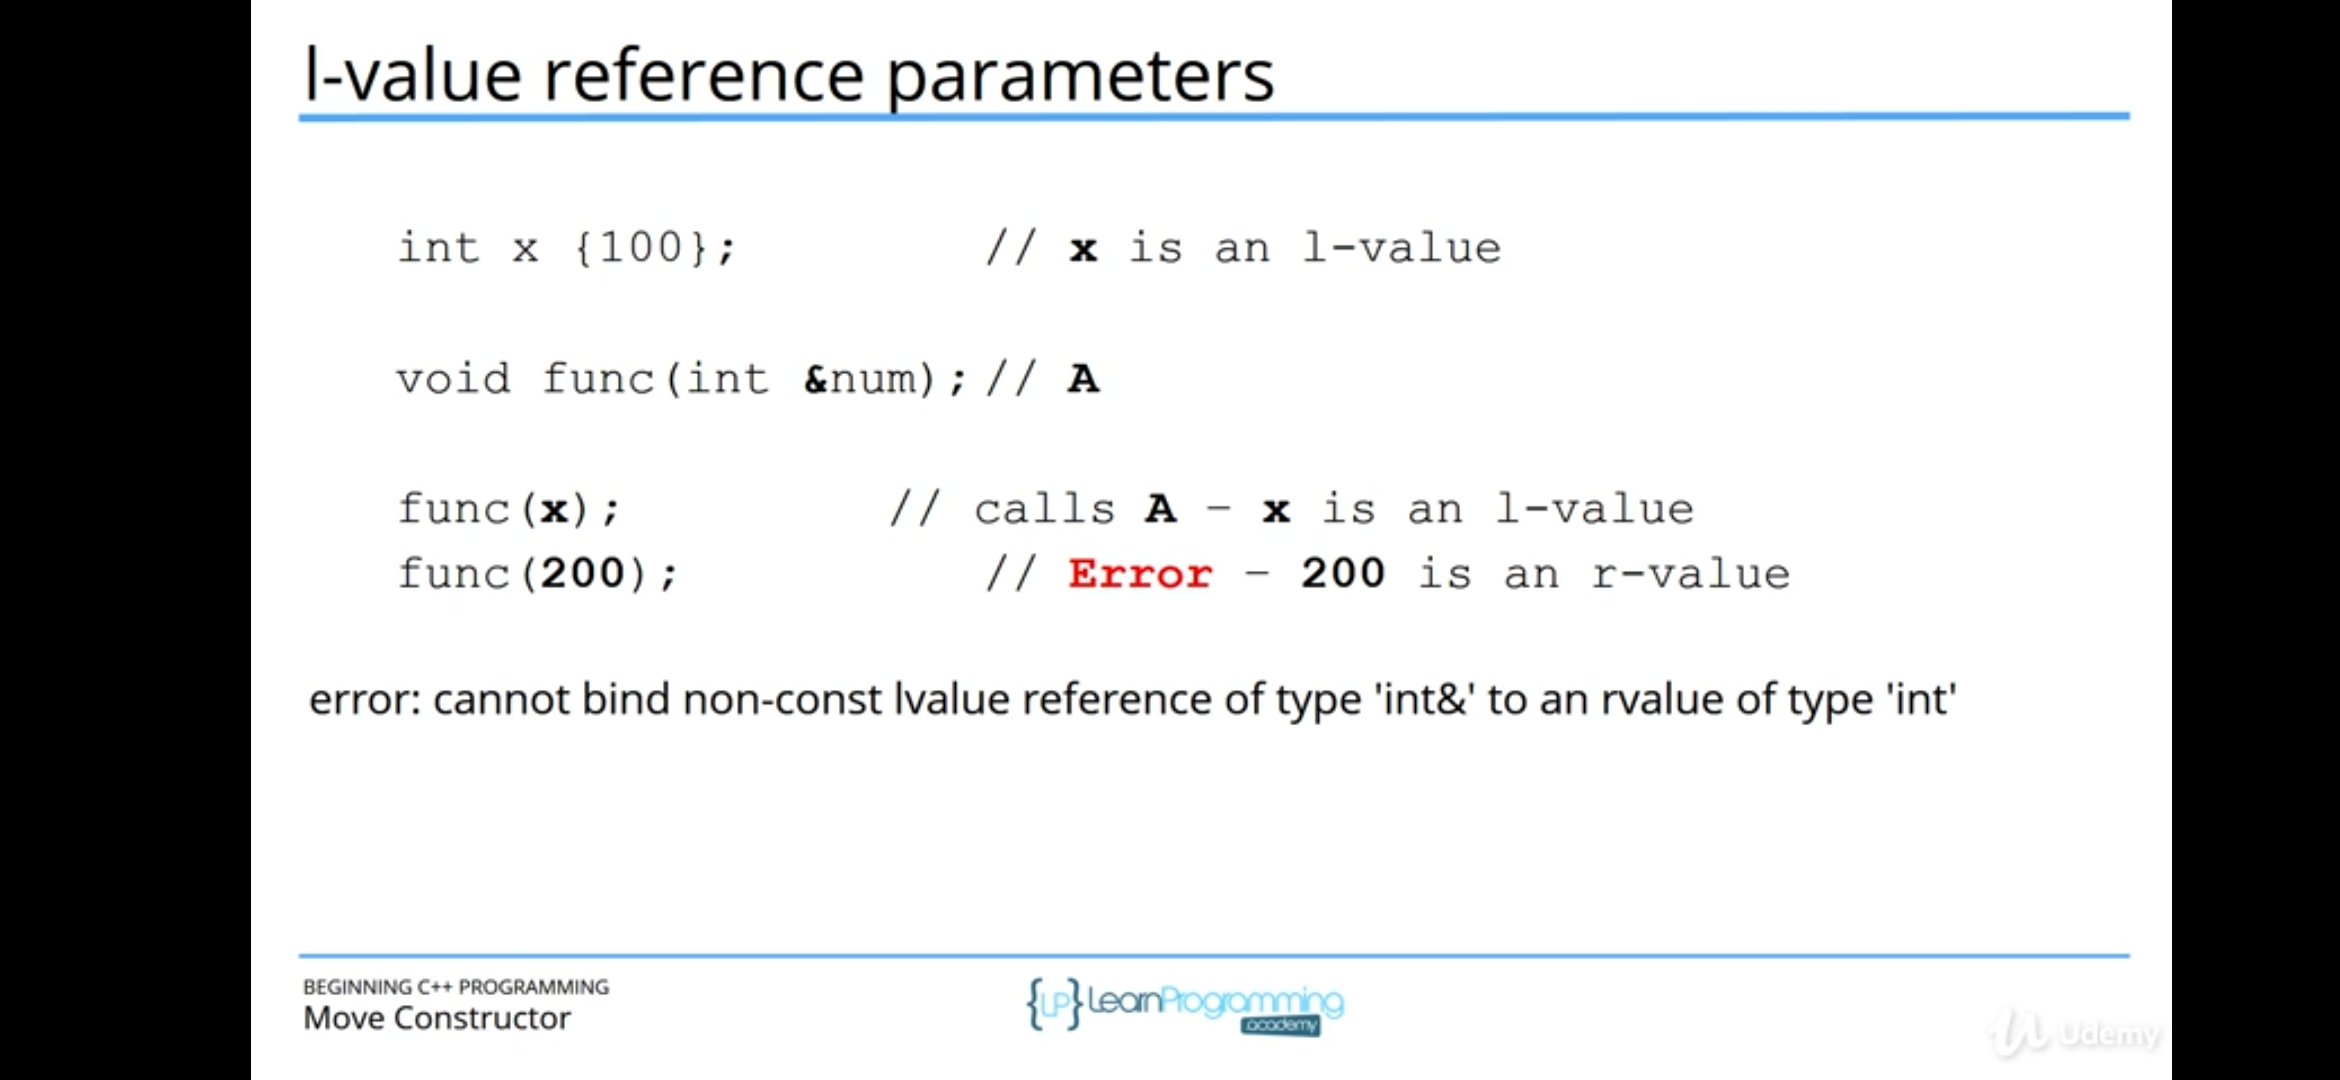 l-value reference parameters
int x {100}; // x is an l-value
void func(int &num); // A
func(x); // calls A – x is an l-value
func(200); // Error – 200 is an r-value
error: cannot bind non-const lvalue reference of type 'int&' to an rvalue of type 'int'
BEGINNING C++ PROGRAMMING
Move Constructor
{LP} LearnProgramming
academy
Udemy